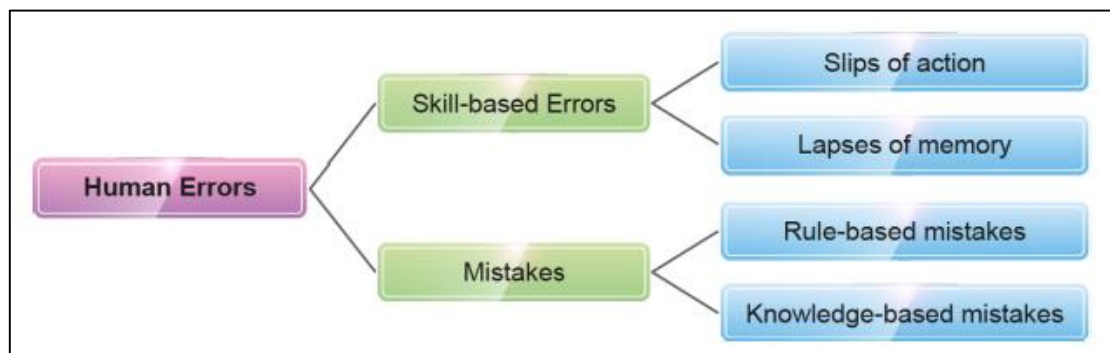 Human Errors
Skill-based Errors
Slips of action
Lapses of memory
Mistakes
Rule-based mistakes
Knowledge-based mistakes